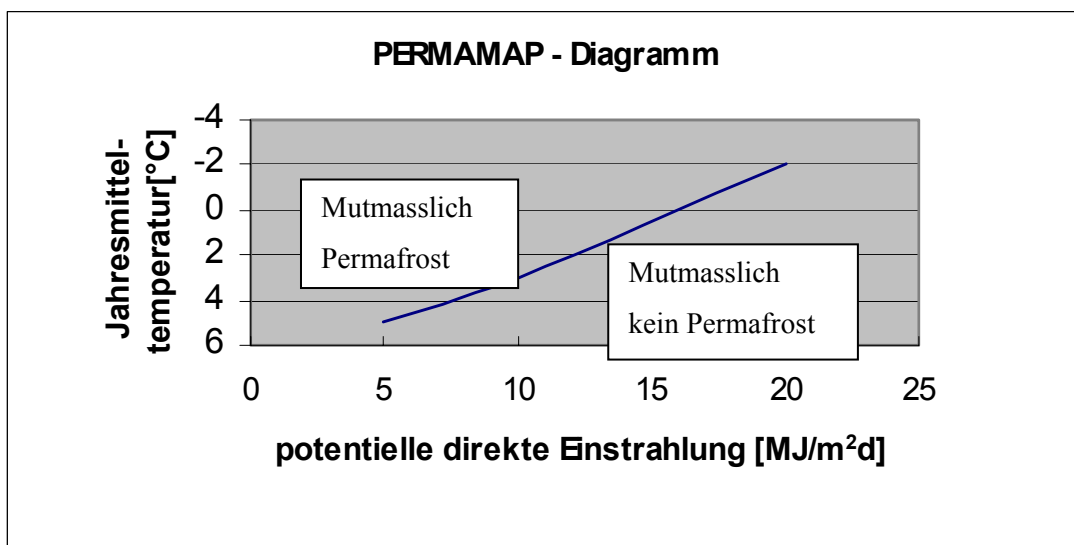 PERMAMAP - Diagramm
Jahresmittel-
temperatur[°C]
-4
-2
0
2
4
6
Mutmasslich
Permafrost
Mutmasslich
kein Permafrost
0 5 10 15 20 25
potentielle direkte Einstrahlung [MJ/m²d]